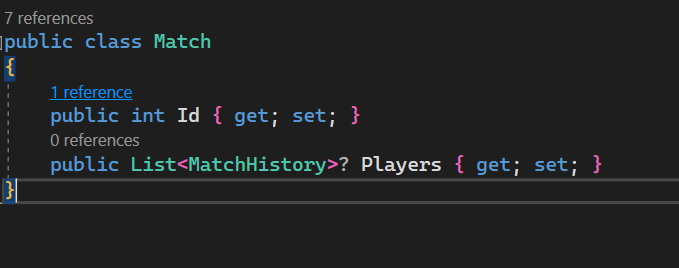 7 references
public class Match
{
1 reference
public int Id { get; set; }
0 references
public List<MatchHistory>? Players { get; set; }
}